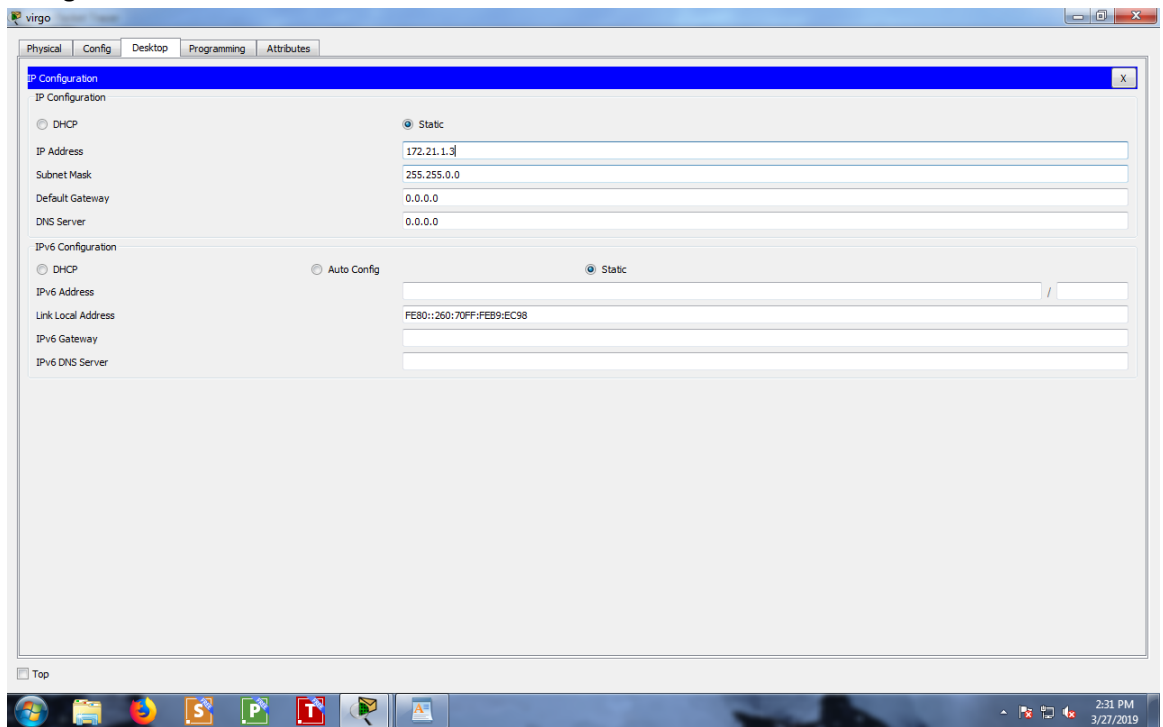 virgo
Physical Config Desktop Programming Attributes
IP Configuration X
IP Configuration
DHCP Static
IP Address 172.21.1.3
Subnet Mask 255.255.0.0
Default Gateway 0.0.0.0
DNS Server 0.0.0.0
IPv6 Configuration
DHCP Auto Config Static
IPv6 Address /
Link Local Address FE80::260:70FF:FEB9:EC98
IPv6 Gateway
IPv6 DNS Server
Top
S P T A
2:31 PM
3/27/2019